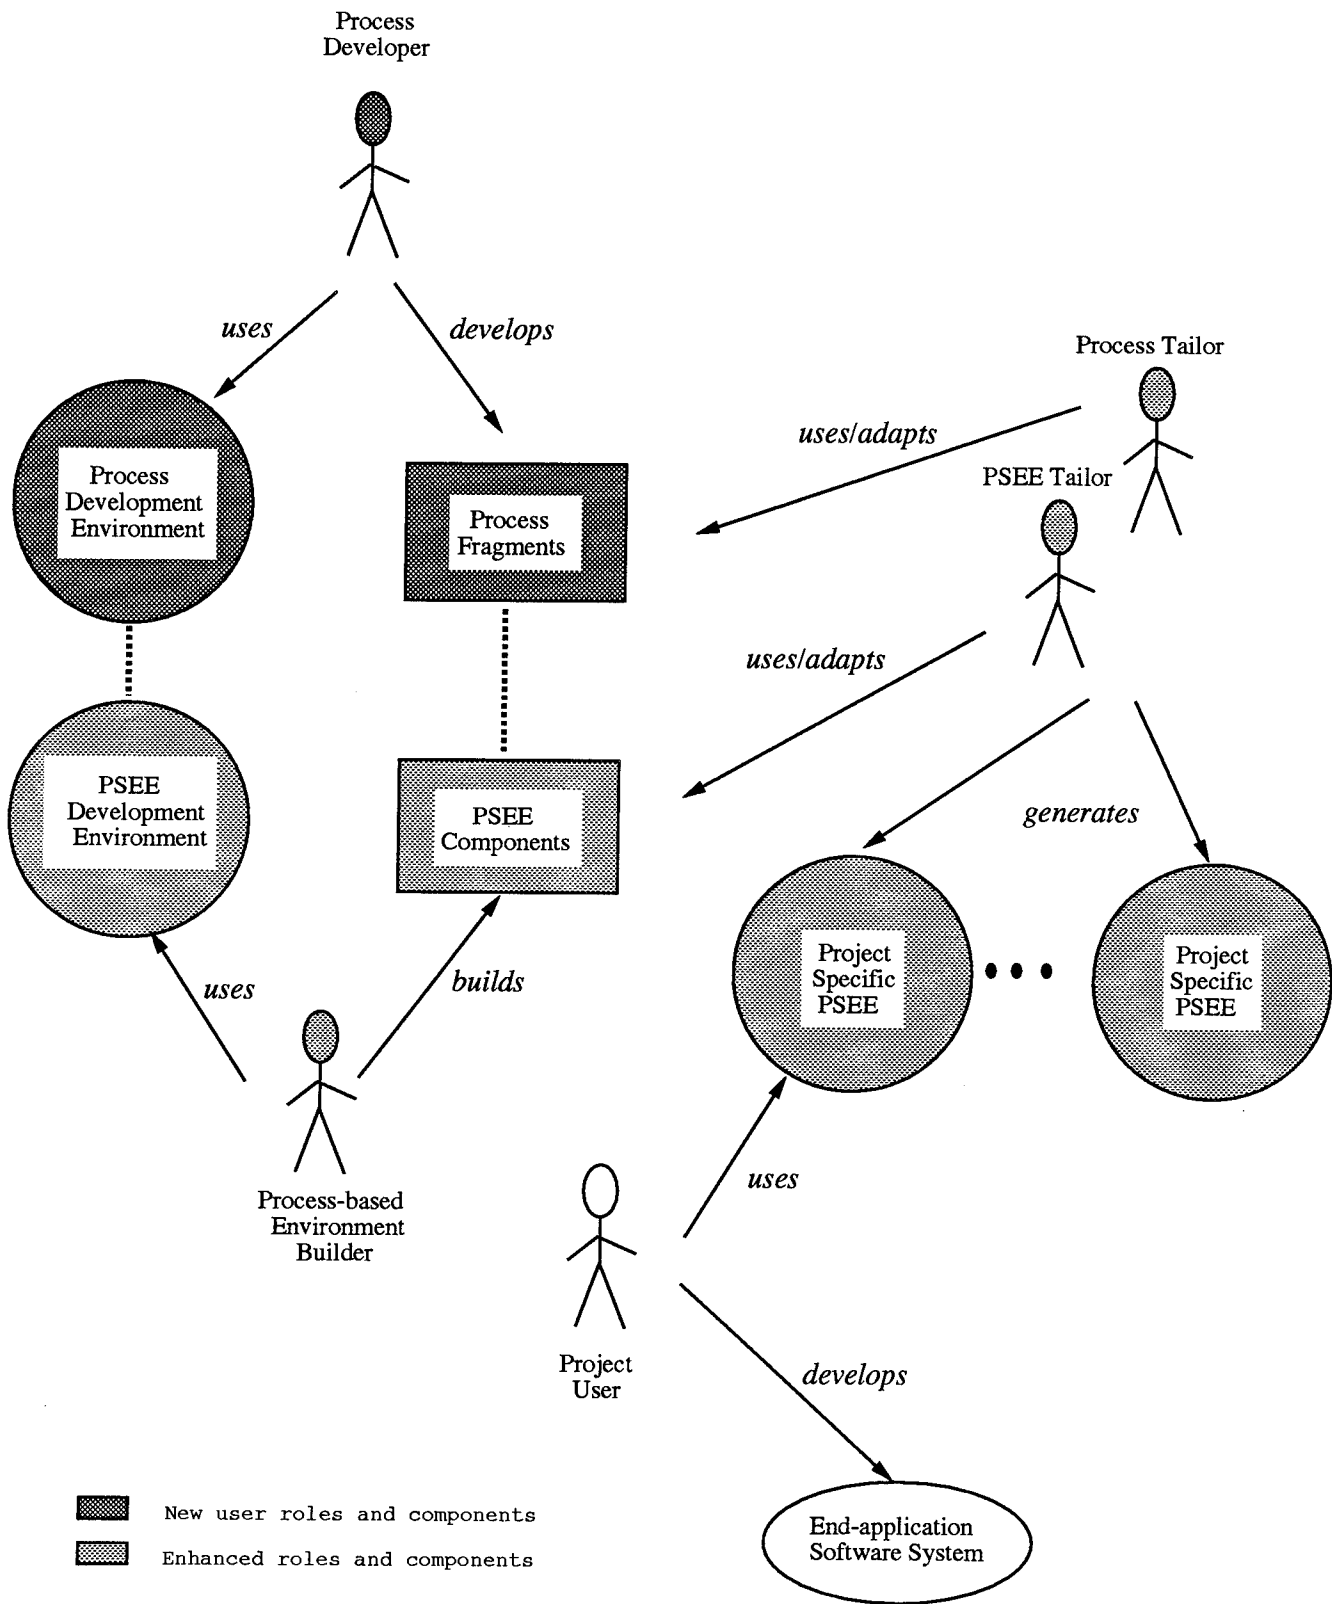 Process
Developer
uses
develops
Process Tailor
uses/adapts
PSEE Tailor
Process
Development
Environment
Process
Fragments
uses/adapts
PSEE
Development
Environment
PSEE
Components
generates
Project
Specific
PSEE
Project
Specific
PSEE
uses
builds
Process-based
Environment
Builder
uses
Project
User
develops
New user roles and components
Enhanced roles and components
End-application
Software System